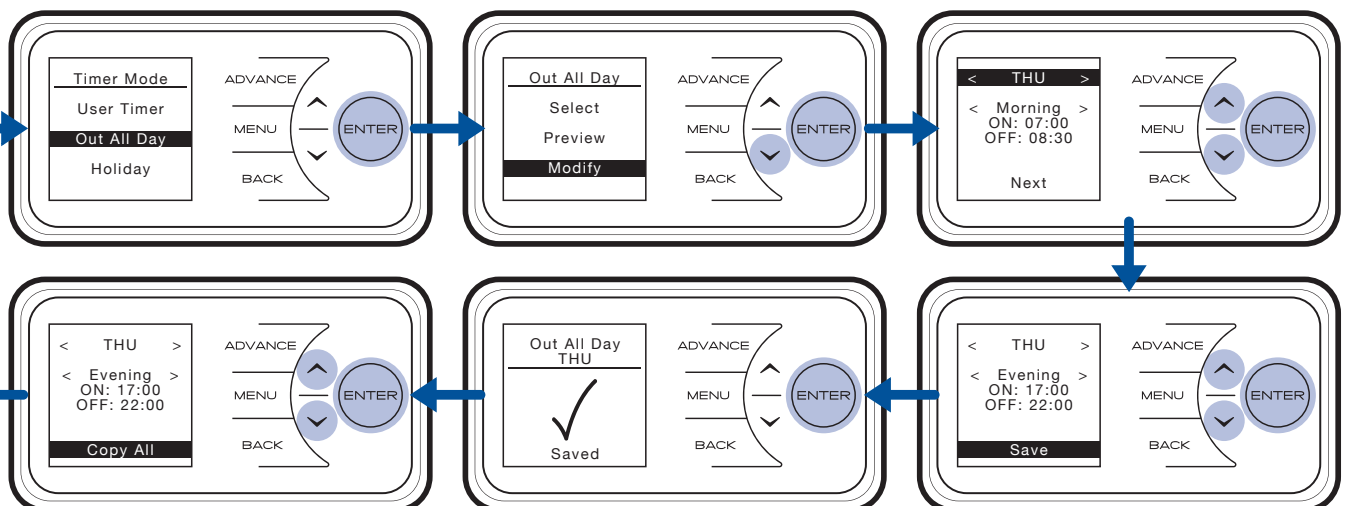 Timer Mode
User Timer
Out All Day
Holiday
ADVANCE
MENU
BACK
ENTER
Out All Day
Select
Preview
Modify
ADVANCE
MENU
BACK
ENTER
< THU >
< Morning >
ON: 07:00
OFF: 08:30
Next
ADVANCE
MENU
BACK
ENTER
< THU >
< Evening >
ON: 17:00
OFF: 22:00
Save
ADVANCE
MENU
BACK
ENTER
Out All Day
THU
Saved
ADVANCE
MENU
BACK
ENTER
< THU >
< Evening >
ON: 17:00
OFF: 22:00
Copy All
ADVANCE
MENU
BACK
ENTER